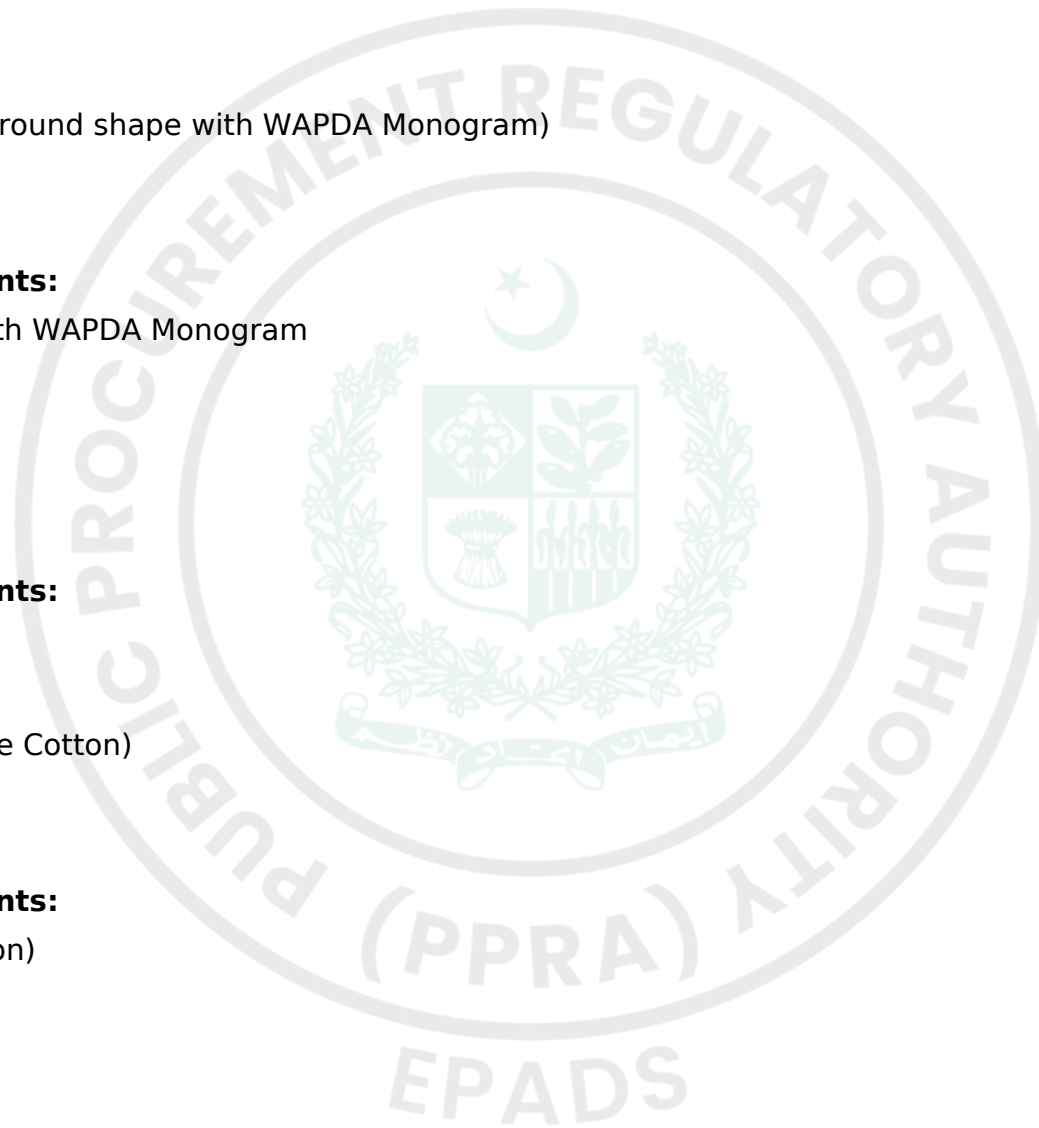 round shape with WAPDA Monogram)
nts:
th WAPDA Monogram
nts:
e Cotton)
nts:
on)
PUBLIC PROCUREMENT REGULATORY AUTHORITY
(PPRA)
EPADS